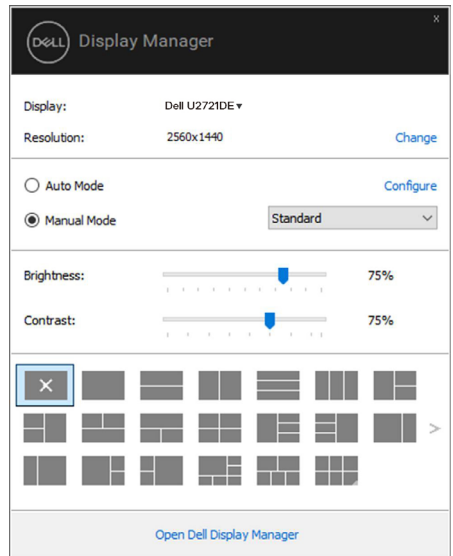 x
DELL Display Manager
Display: Dell U2721DE
Resolution: 2560x1440 Change
Auto Mode Configure
Manual Mode Standard
Brightness: 75%
Contrast: 75%
Open Dell Display Manager